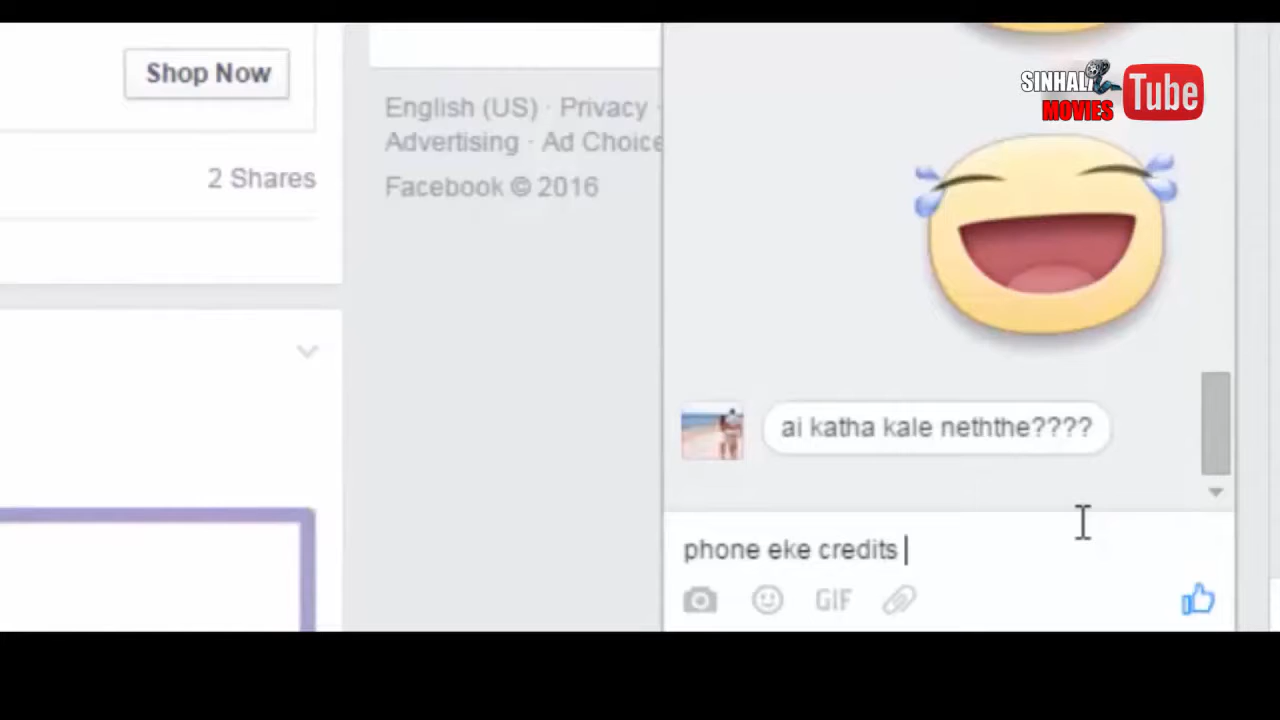 Shop Now
2 Shares
English (US) · Privacy ·
Advertising · Ad Choice
Facebook © 2016
SINHALA
MOVIES
Tube
ai katha kale neththe????
phone eke credits
GIF